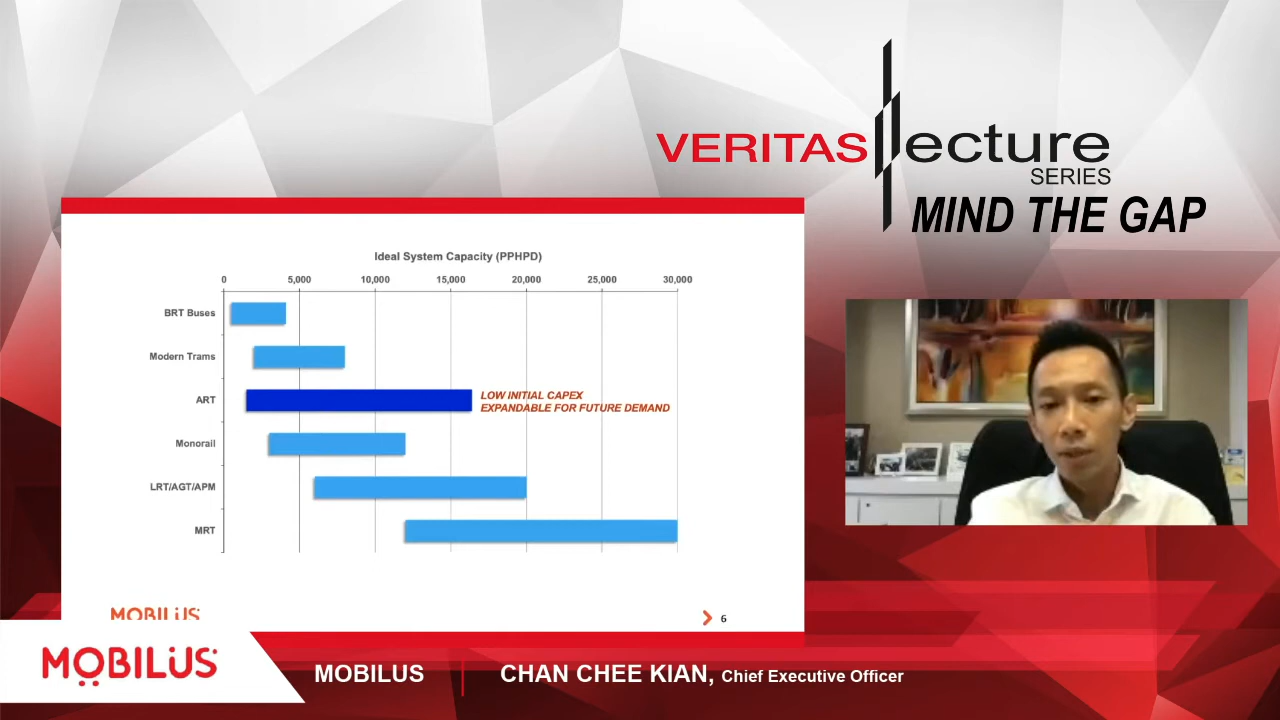 VERITAS lecture
SERIES
MIND THE GAP
Ideal System Capacity (PPHPD)
0 5,000 10,000 15,000 20,000 25,000 30,000
BRT Buses
Modern Trams
ART
LOW INITIAL CAPEX
EXPANDABLE FOR FUTURE DEMAND
Monorail
LRT/AGT/APM
MRT
MOBILUS
6
MOBILUS
MOBILUS
CHAN CHEE KIAN, Chief Executive Officer